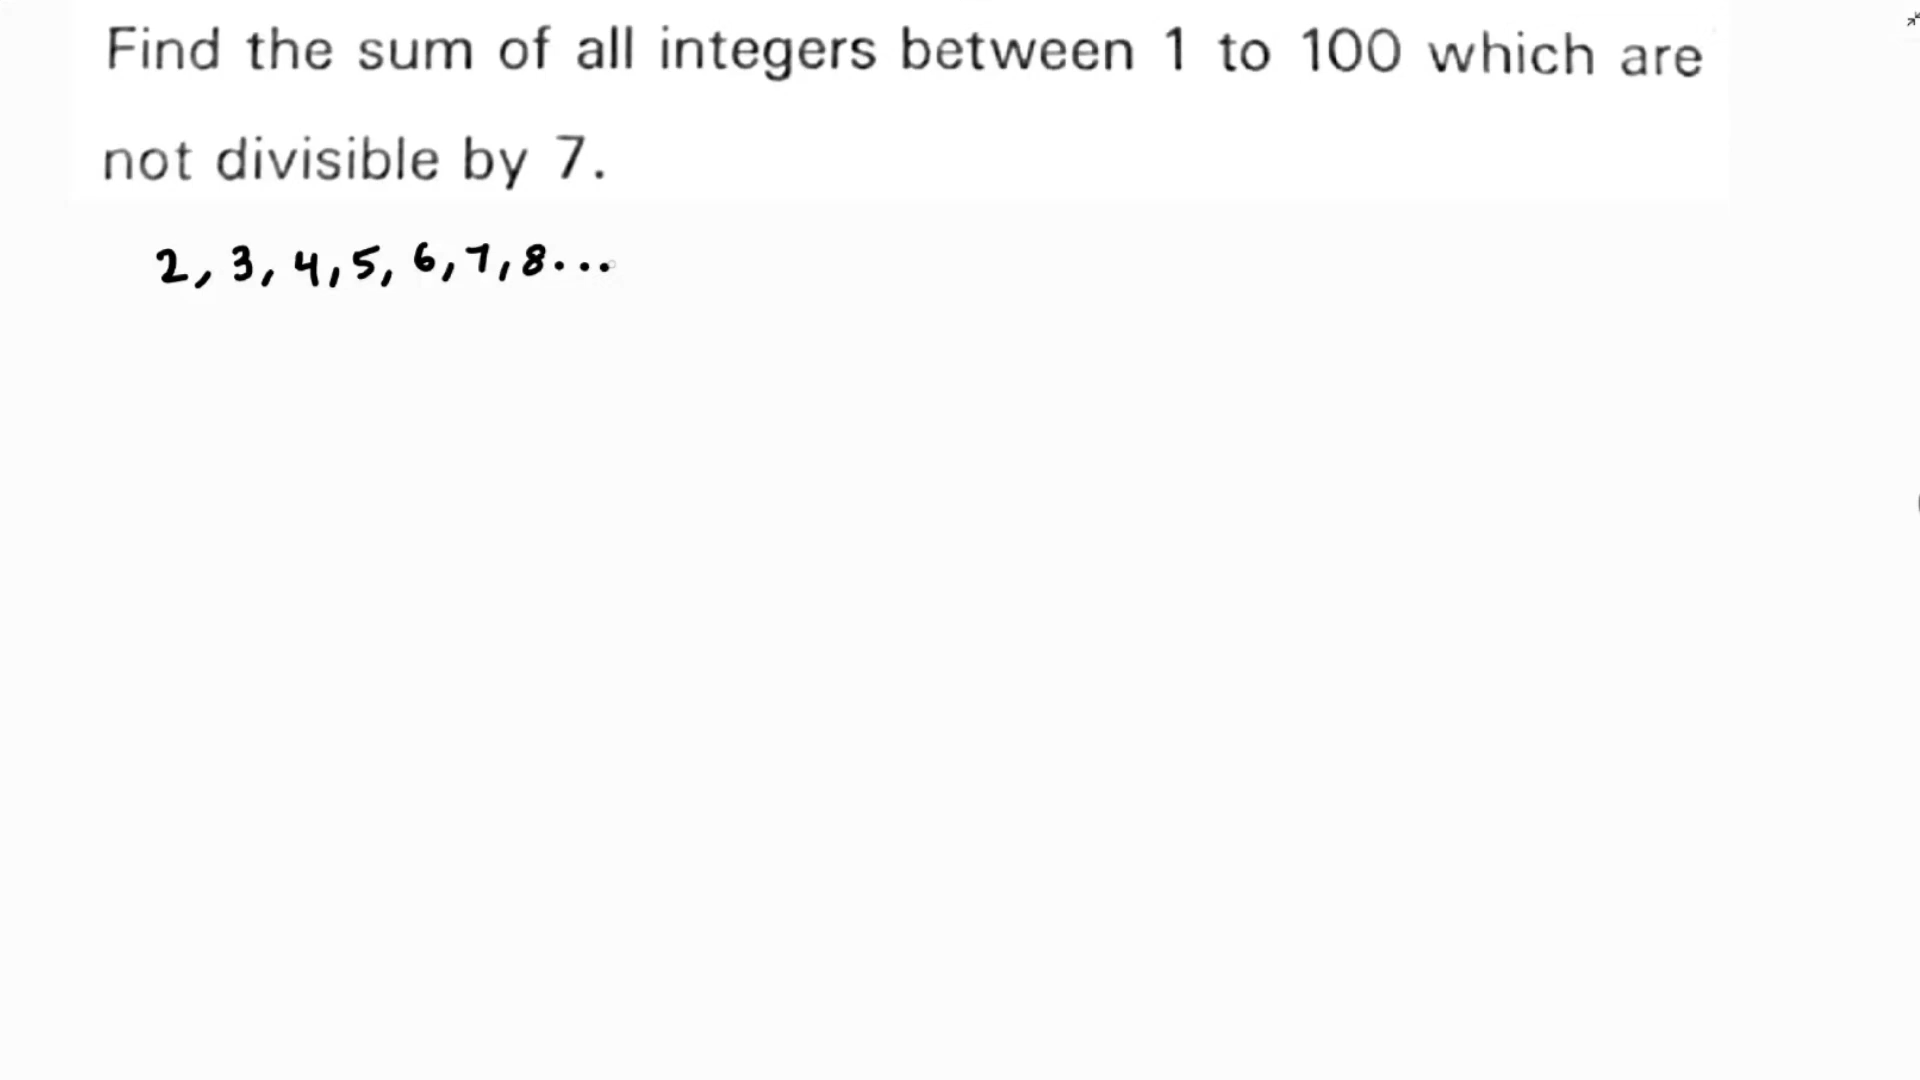 Find the sum of all integers between 1 to 100 which are
not divisible by 7.
2, 3, 4, 5, 6, 7, 8...